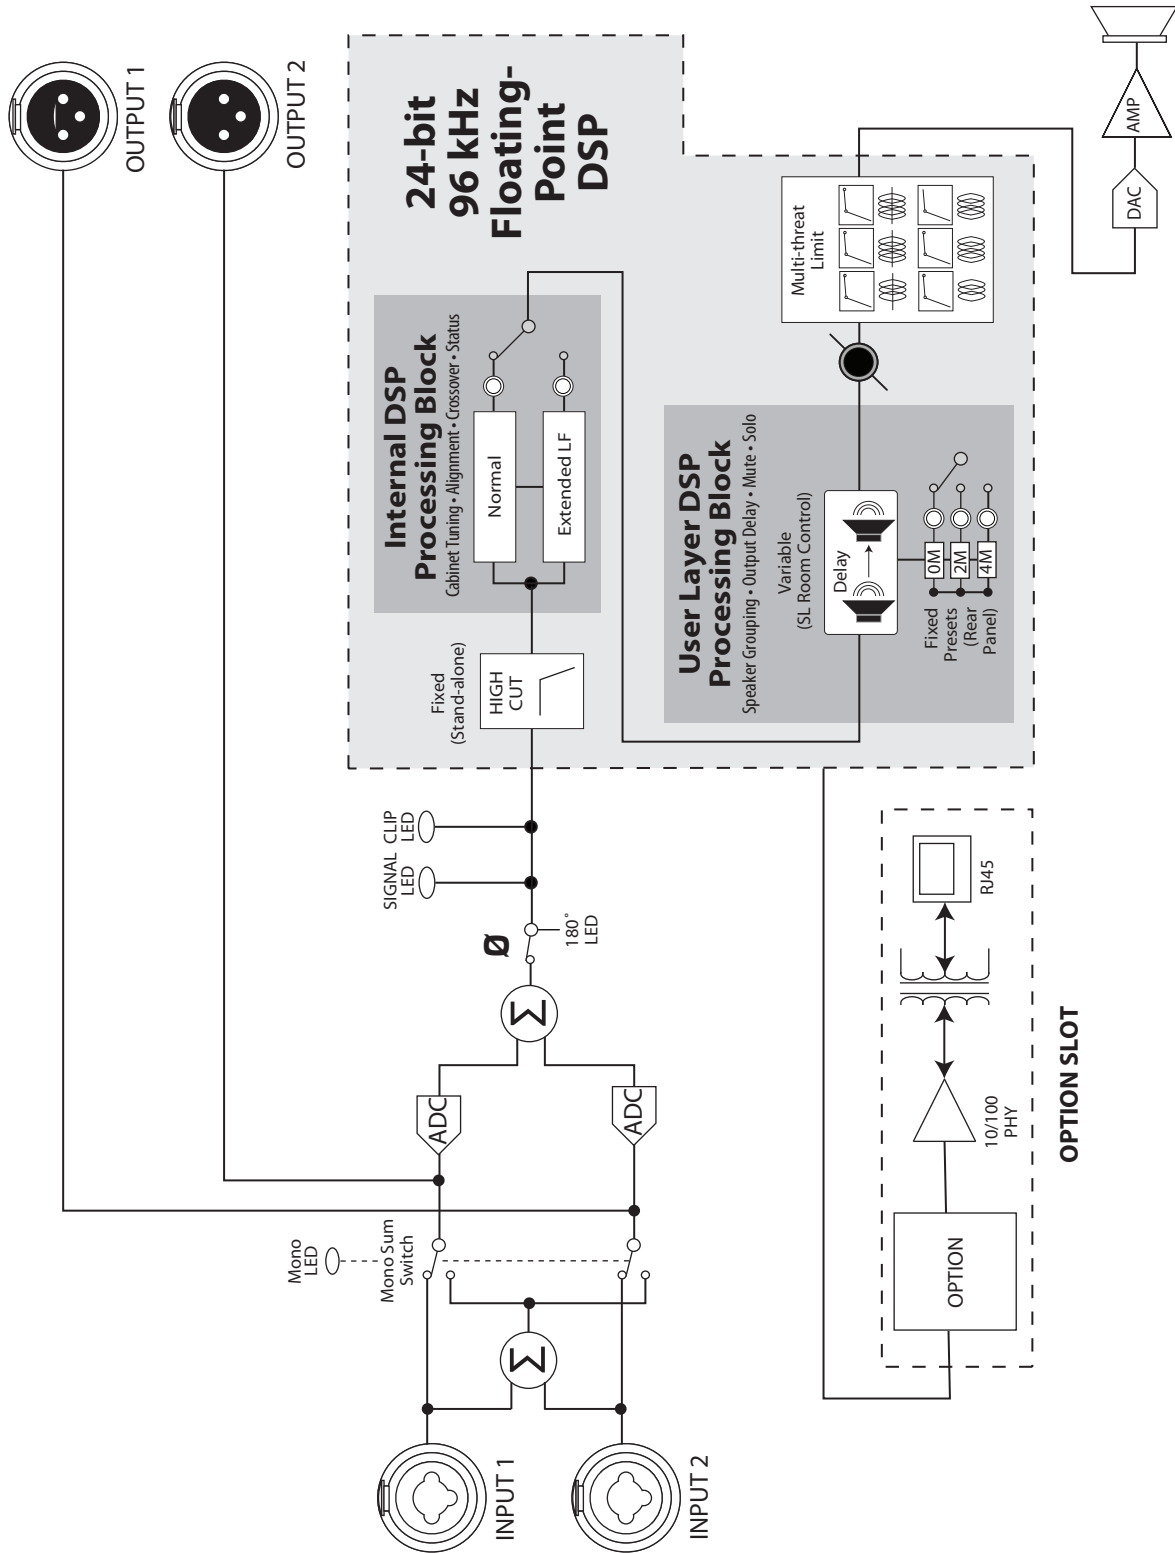 OUTPUT 1
OUTPUT 2
24-bit
96 kHz
Floating-
Point
DSP
Internal DSP
Processing Block
Cabinet Tuning • Alignment • Crossover • Status
Normal
Extended LF
Fixed
(Stand-alone)
HIGH
CUT
User Layer DSP
Processing Block
Speaker Grouping • Output Delay • Mute • Solo
Variable
(SL Room Control)
Delay
0M
2M
4M
Fixed
Presets
(Rear
Panel)
Multi-threat
Limit
DAC
AMP
SIGNAL
LED
CLIP
LED
Ø
180°
LED
Σ
ADC
ADC
Mono
LED
Mono Sum
Switch
Σ
INPUT 1
INPUT 2
OPTION
10/100
PHY
RJ45
OPTION SLOT